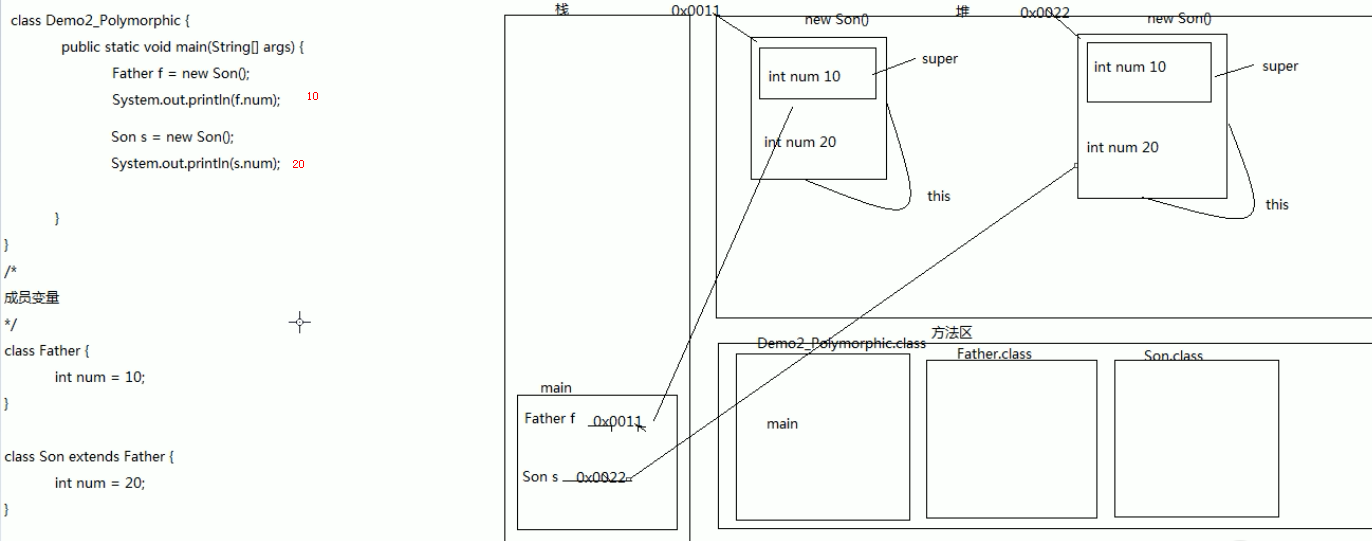 class Demo2_Polymorphic {
public static void main(String[] args) {
Father f = new Son();
System.out.println(f.num); 10
Son s = new Son();
System.out.println(s.num); 20
}
}
/*
成员变量
*/
class Father {
int num = 10;
}
class Son extends Father {
int num = 20;
}
栈
main
Father f 0x0011
Son s 0x0022
堆
0x0011
new Son()
int num 10
super
int num 20
this
0x0022
new Son()
int num 10
super
int num 20
this
方法区
Demo2_Polymorphic.class
main
Father.class
Son.class